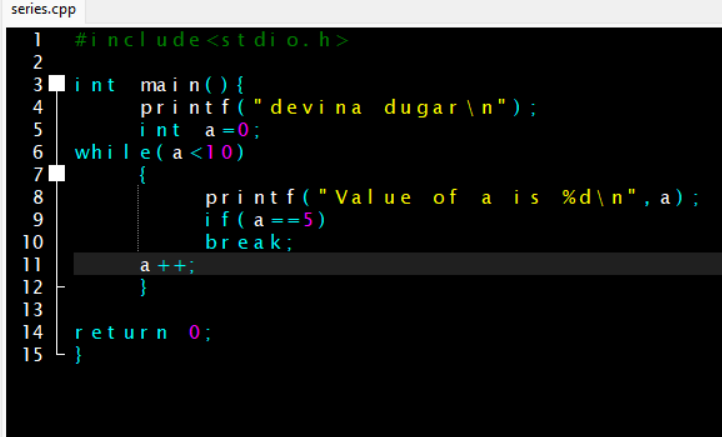 series.cpp
1 #include<stdio.h>
2
3 int main(){
4 printf("devina dugar\n");
5 int a=0;
6 while(a<10)
7 {
8 printf("Value of a is %d\n",a);
9 if(a==5)
10 break;
11 a++;
12 }
13
14 return 0;
15 }